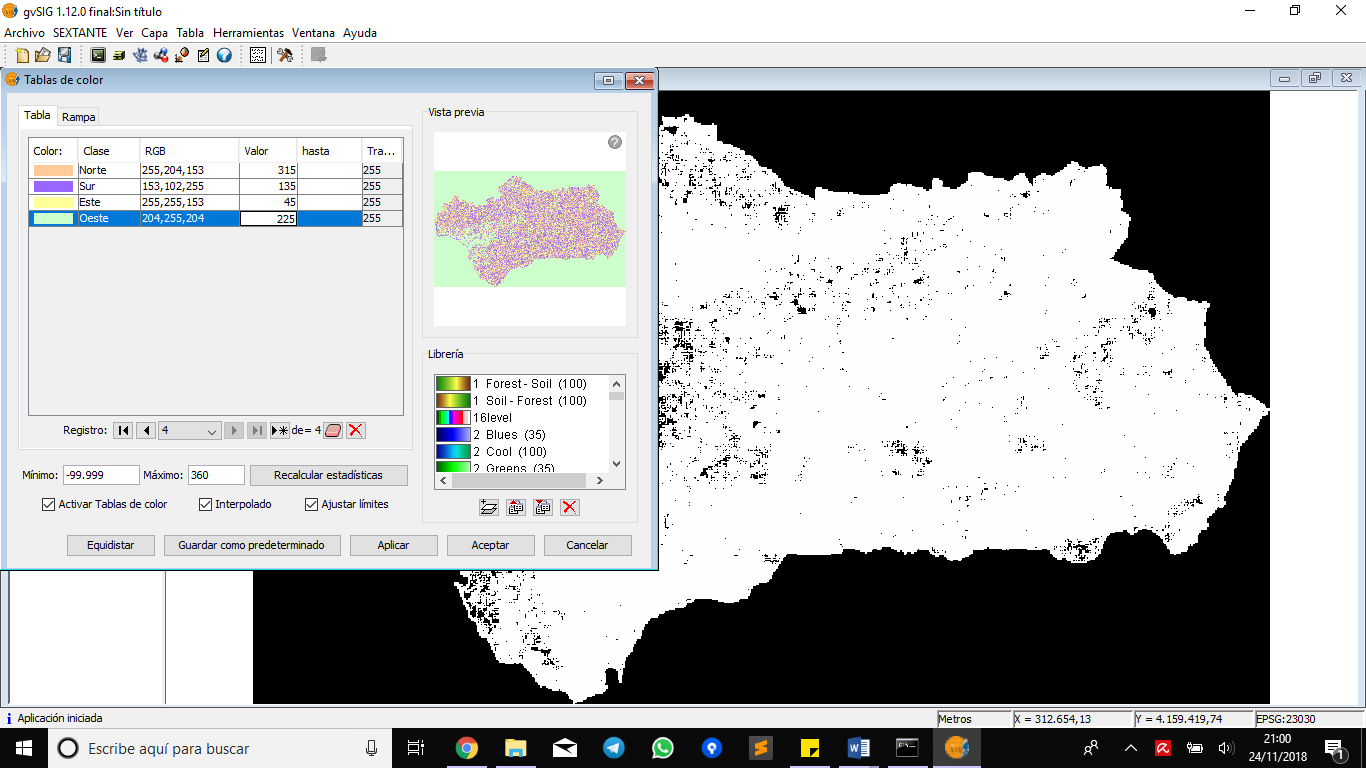 gvSIG 1.12.0 final:Sin título
Archivo SEXTANTE Ver Capa Tabla Herramientas Ventana Ayuda
Tablas de color
Tabla Rampa
Color: Clase RGB Valor hasta Tra...
Norte 255,204,153 315 255
Sur 153,102,255 135 255
Este 255,255,153 45 255
Oeste 204,255,204 225 255
Registro: 4 de= 4
Mínimo: -99.999 Máximo: 360 Recalcular estadísticas
Activar Tablas de color Interpolado Ajustar límites
Vista previa
?
Librería
1 Forest - Soil (100)
1 Soil - Forest (100)
16level
2 Blues (35)
2 Cool (100)
2 Greens (35)
Equidistar Guardar como predeterminado Aplicar Aceptar Cancelar
Aplicación iniciada
Metros X = 312.654,13 Y = 4.159.419,74 EPSG:23030
Escribe aquí para buscar
21:00
24/11/2018
1